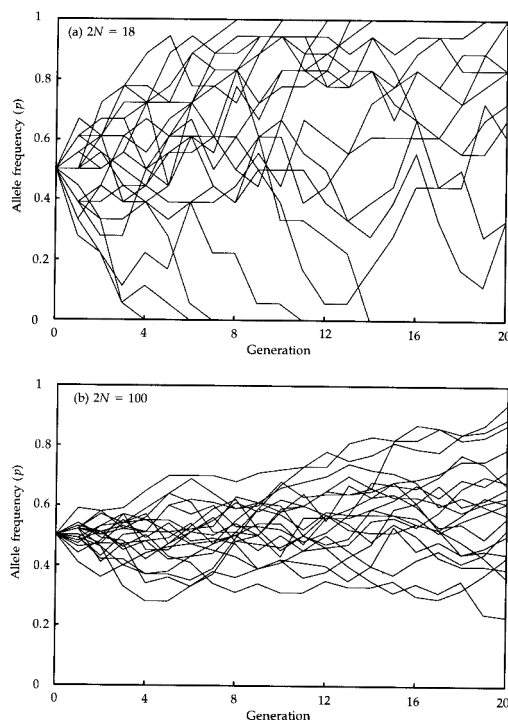 1
(a) 2N = 18
0.8
0.6
0.4
0.2
0
Allele frequency (p)
0 4 8 12 16 20
Generation
1
(b) 2N = 100
0.8
0.6
0.4
0.2
0
Allele frequency (p)
0 4 8 12 16 20
Generation